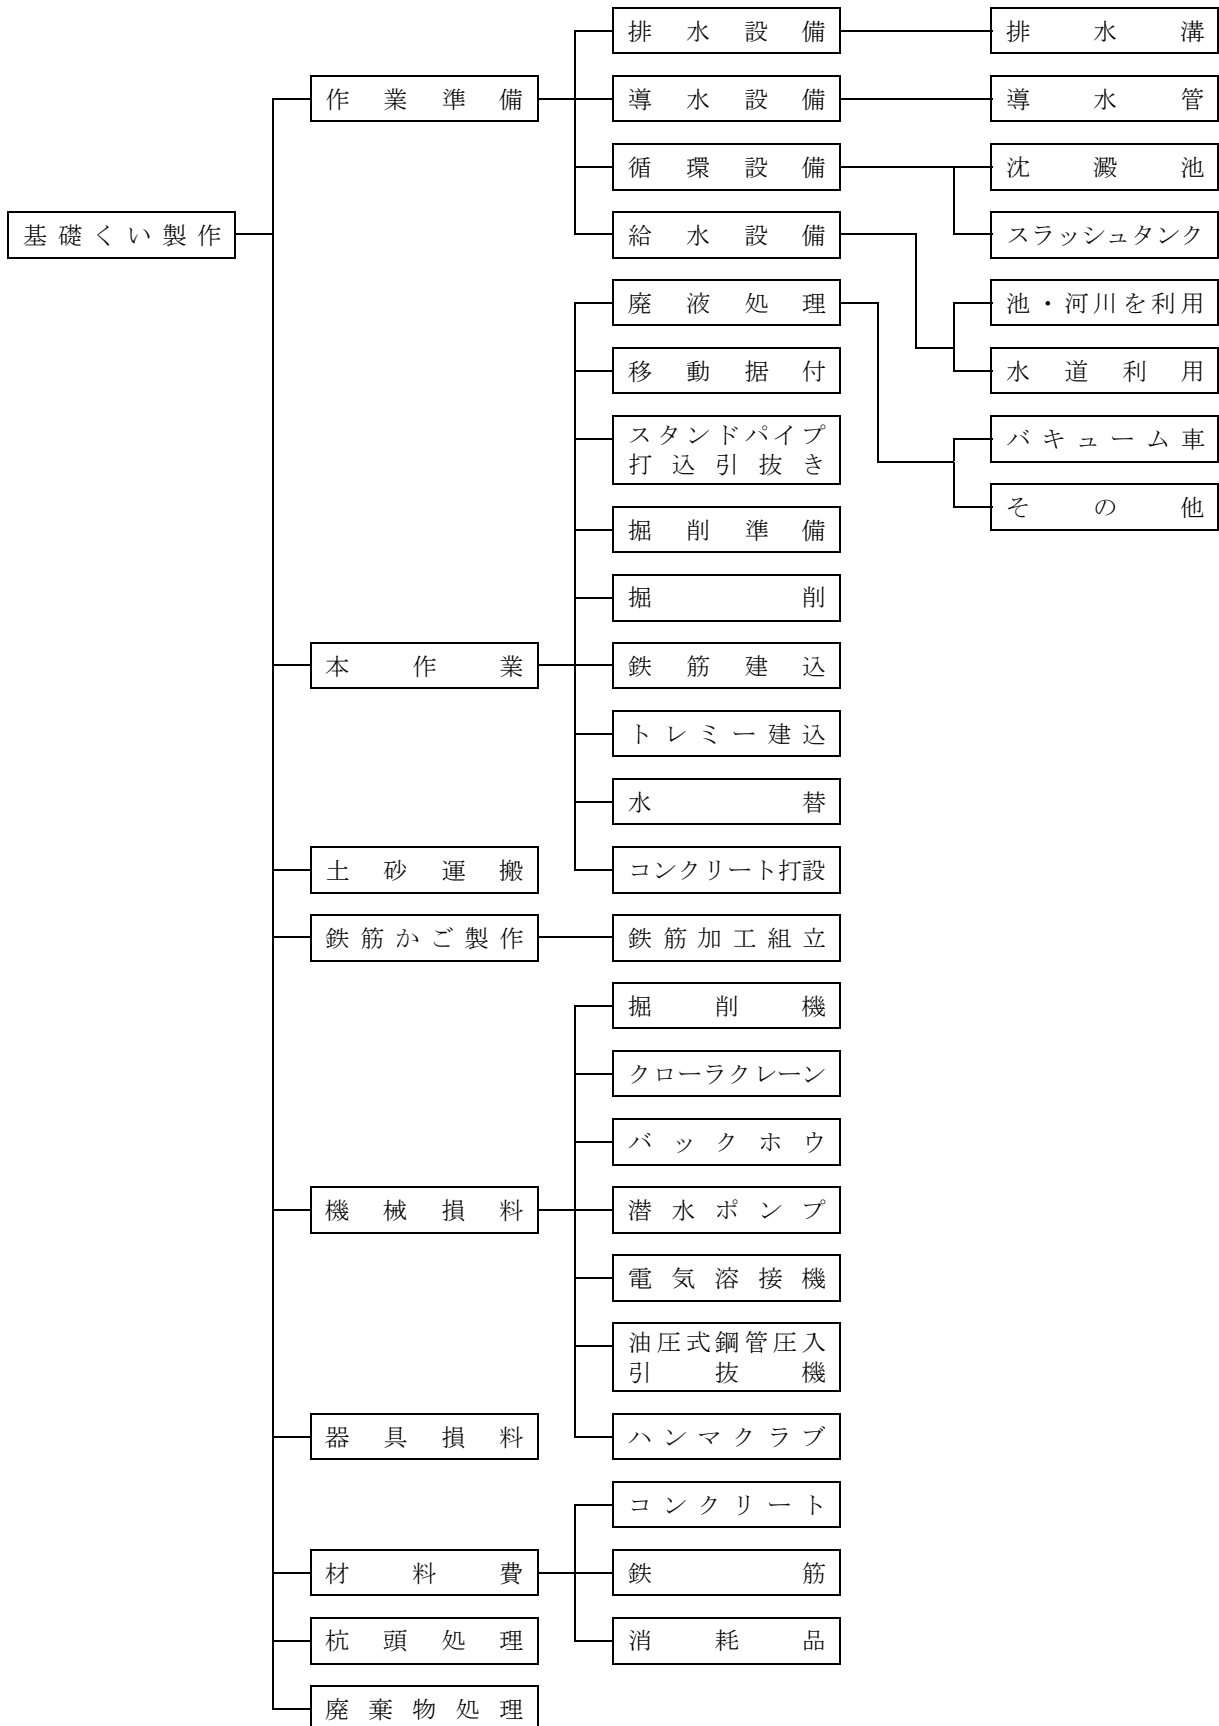 排水設備
排水溝
作業準備
導水設備
導水管
循環設備
沈澱池
基礎くい製作
給水設備
スラッシュタンク
廃液処理
池・河川を利用
移動据付
水道利用
スタンドパイプ
打込引抜き
バキューム車
掘削準備
その他
掘削
本作業
鉄筋建込
トレミー建込
水替
土砂運搬
コンクリート打設
鉄筋かご製作
鉄筋加工組立
掘削機
クローラクレーン
バックホウ
機械損料
潜水ポンプ
電気溶接機
油圧式鋼管圧入
引抜機
器具損料
ハンマクラブ
コンクリート
材料費
鉄筋
杭頭処理
消耗品
廃棄物処理